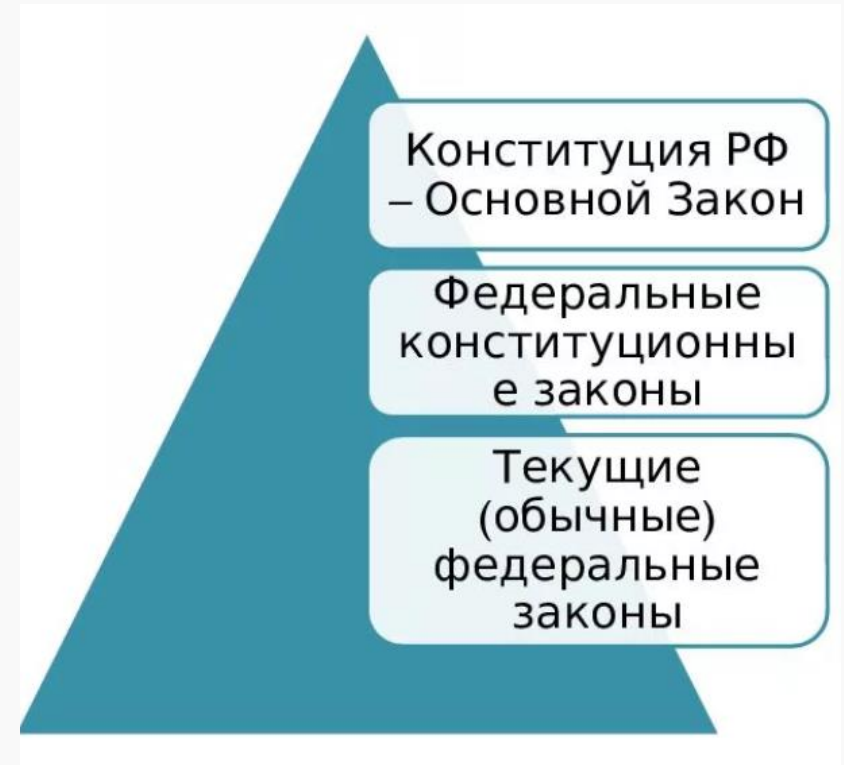 Конституция РФ
– Основной Закон
Федеральные
конституционны
е законы
Текущие
(обычные)
федеральные
законы